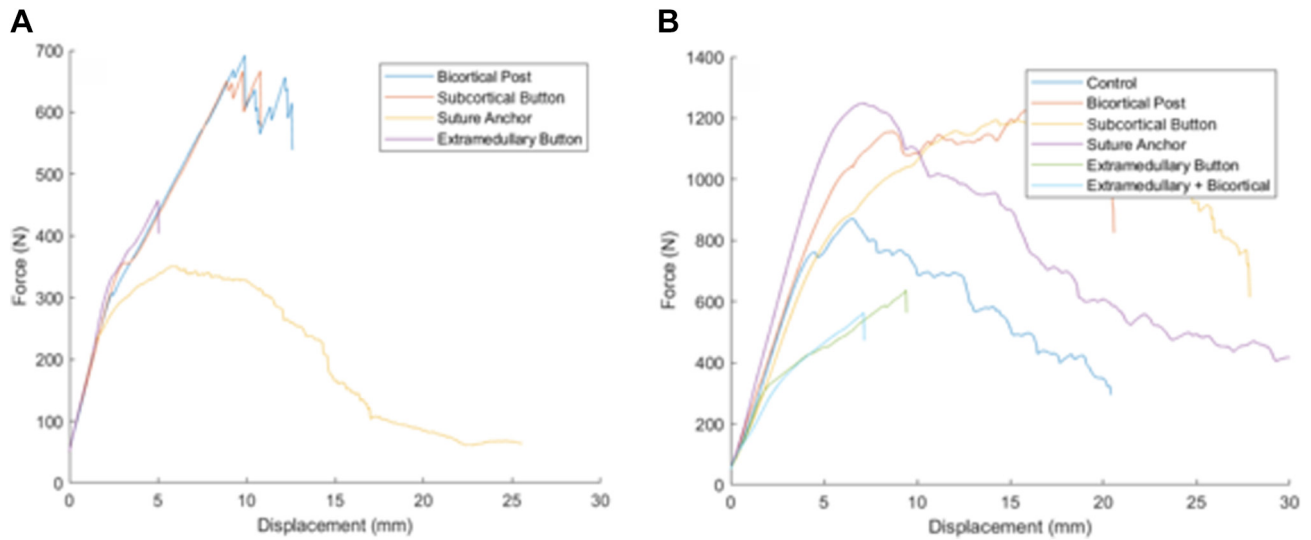 A
700
600
500
400
300
200
100
0
Force (N)
0 5 10 15 20 25 30
Displacement (mm)
Bicortical Post
Subcortical Button
Suture Anchor
Extramedullary Button
B
1400
1200
1000
800
600
400
200
0
Force (N)
0 5 10 15 20 25 30
Displacement (mm)
Control
Bicortical Post
Subcortical Button
Suture Anchor
Extramedullary Button
Extramedullary + Bicortical